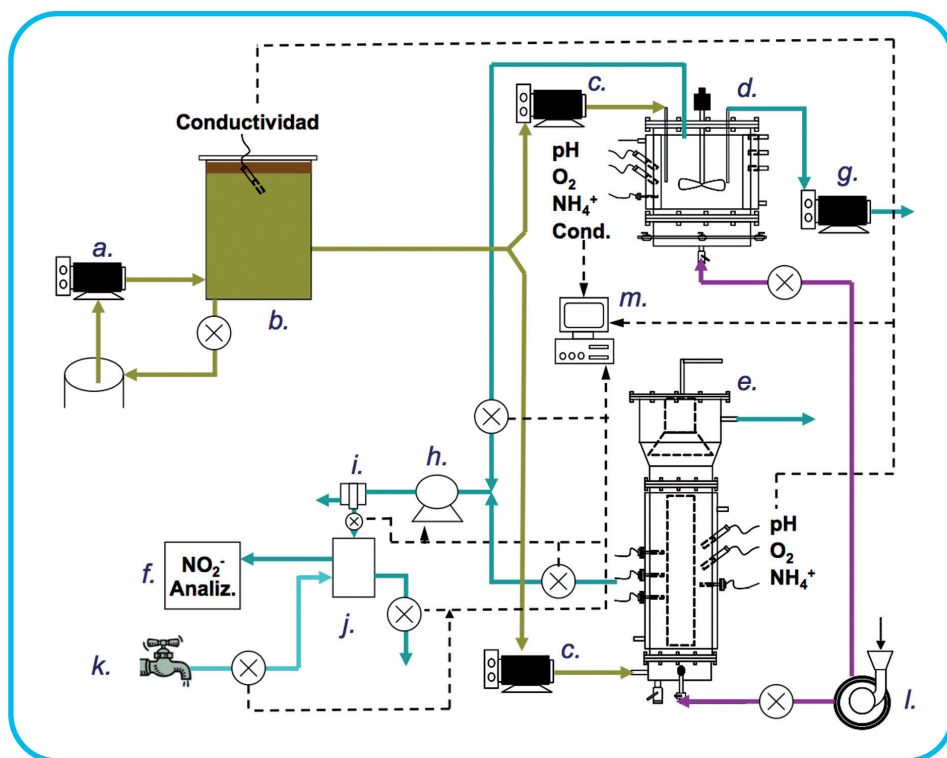 Conductividad
a.
b.
c.
d.
pH
O₂
NH₄⁺
Cond.
g.
m.
e.
h.
i.
f.
NO₂⁻
Analiz.
j.
k.
c.
pH
O₂
NH₄⁺
l.